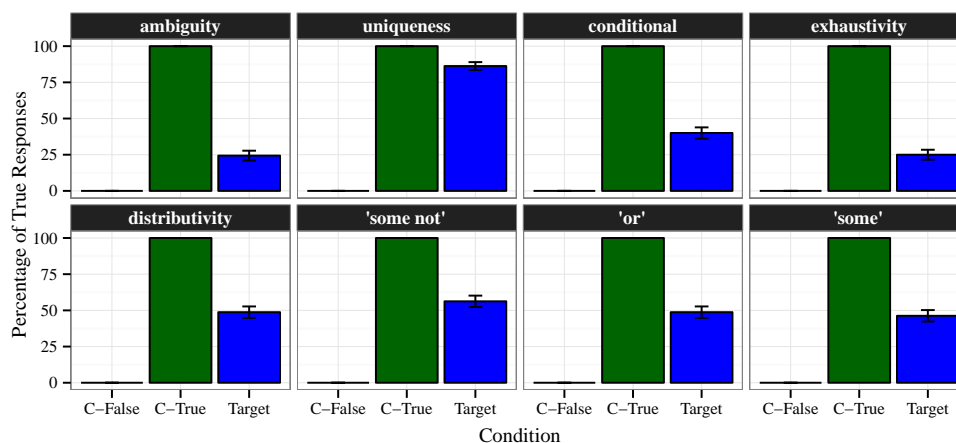 ambiguity uniqueness conditional exhaustivity
100
75
50
25
0
distributivity 'some not' 'or' 'some'
100
75
50
25
0
C−False C−True Target C−False C−True Target C−False C−True Target C−False C−True Target
Condition
Percentage of True Responses